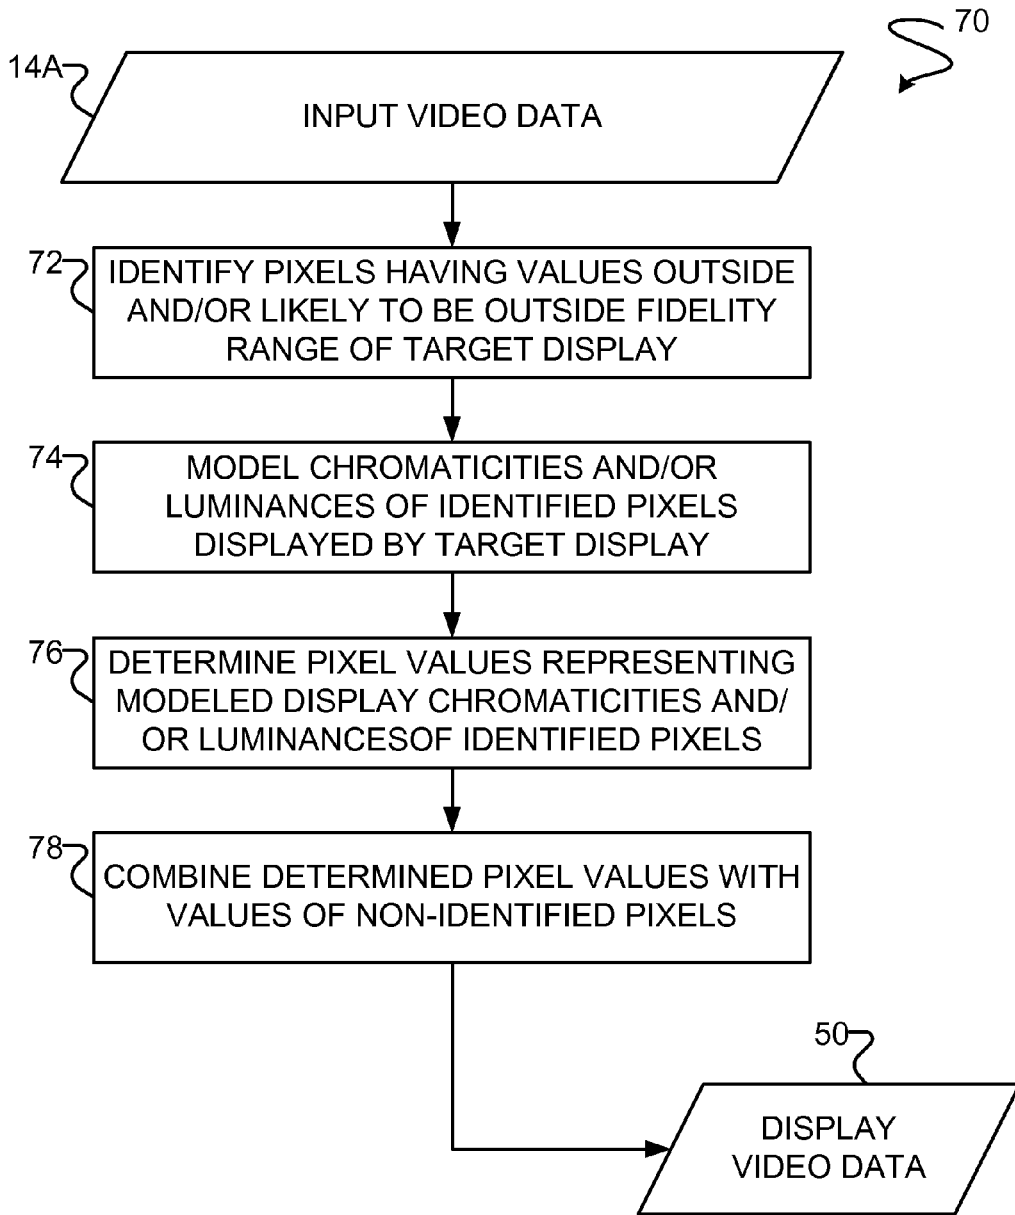 70
14A
INPUT VIDEO DATA
72
IDENTIFY PIXELS HAVING VALUES OUTSIDE
AND/OR LIKELY TO BE OUTSIDE FIDELITY
RANGE OF TARGET DISPLAY
74
MODEL CHROMATICITIES AND/OR
LUMINANCES OF IDENTIFIED PIXELS
DISPLAYED BY TARGET DISPLAY
76
DETERMINE PIXEL VALUES REPRESENTING
MODELED DISPLAY CHROMATICITIES AND/
OR LUMINANCESOF IDENTIFIED PIXELS
78
COMBINE DETERMINED PIXEL VALUES WITH
VALUES OF NON-IDENTIFIED PIXELS
50
DISPLAY
VIDEO DATA